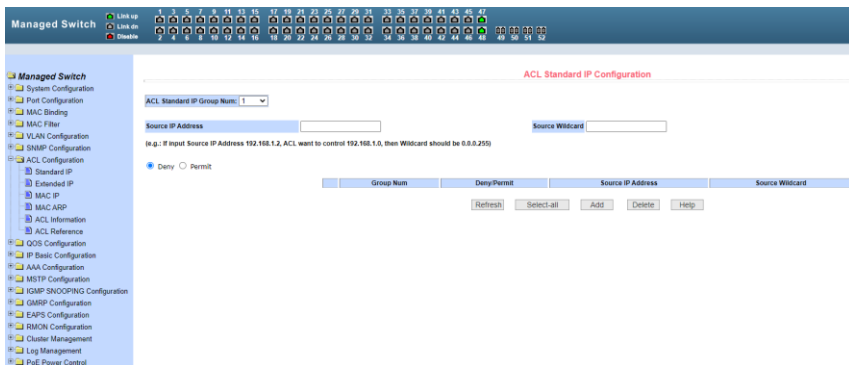 Managed Switch
Link up
Link dn
Disable
1 3 5 7 9 11 13 15 17 19 21 23 25 27 29 31 33 35 37 39 41 43 45 47
2 4 6 8 10 12 14 16 18 20 22 24 26 28 30 32 34 36 38 40 42 44 46 48 49 50 51 52
Managed Switch
System Configuration
Port Configuration
MAC Binding
MAC Filter
VLAN Configuration
SNMP Configuration
ACL Configuration
Standard IP
Extended IP
MAC IP
MAC ARP
ACL Information
ACL Reference
QOS Configuration
IP Basic Configuration
AAA Configuration
MSTP Configuration
IGMP SNOOPING Configuration
GMRP Configuration
EAPS Configuration
RMON Configuration
Cluster Management
Log Management
PoE Power Control
ACL Standard IP Configuration
ACL Standard IP Group Num: 1
Source IP Address Source Wildcard
(e.g.: If input Source IP Address 192.168.1.2, ACL want to control 192.168.1.0, then Wildcard should be 0.0.0.255)
Deny Permit
Group Num Deny/Permit Source IP Address Source Wildcard
Refresh Select-all Add Delete Help